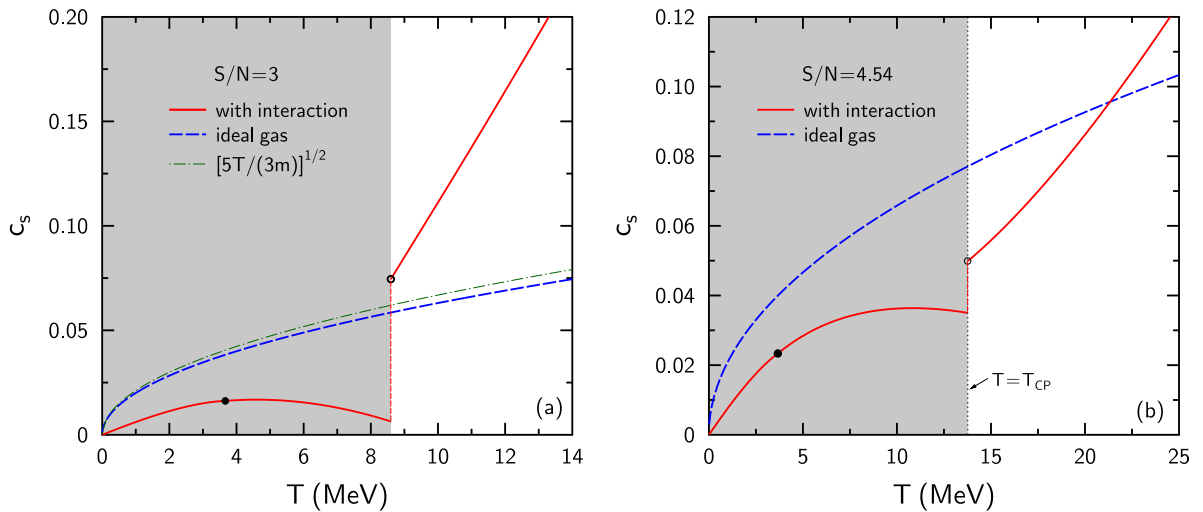 S/N=3
with interaction
ideal gas
[5T/(3m)]^{1/2}
0.20
0.15
0.10
0.05
0
c_s
0 2 4 6 8 10 12 14
T (MeV)
(a)
S/N=4.54
with interaction
ideal gas
0.12
0.10
0.08
0.06
0.04
0.02
0
c_s
T=T_{CP}
0 5 10 15 20 25
T (MeV)
(b)